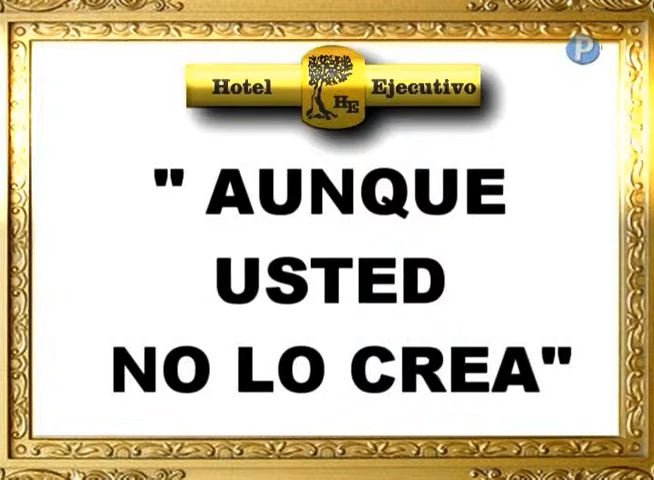 P
Hotel Ejecutivo
HE
" AUNQUE
USTED
NO LO CREA"